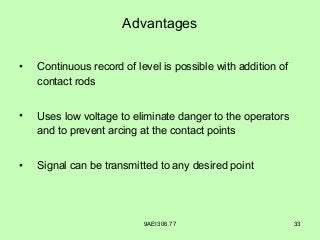 Advantages
• Continuous record of level is possible with addition of
contact rods
• Uses low voltage to eliminate danger to the operators
and to prevent arcing at the contact points
• Signal can be transmitted to any desired point
9AEI306.77 33